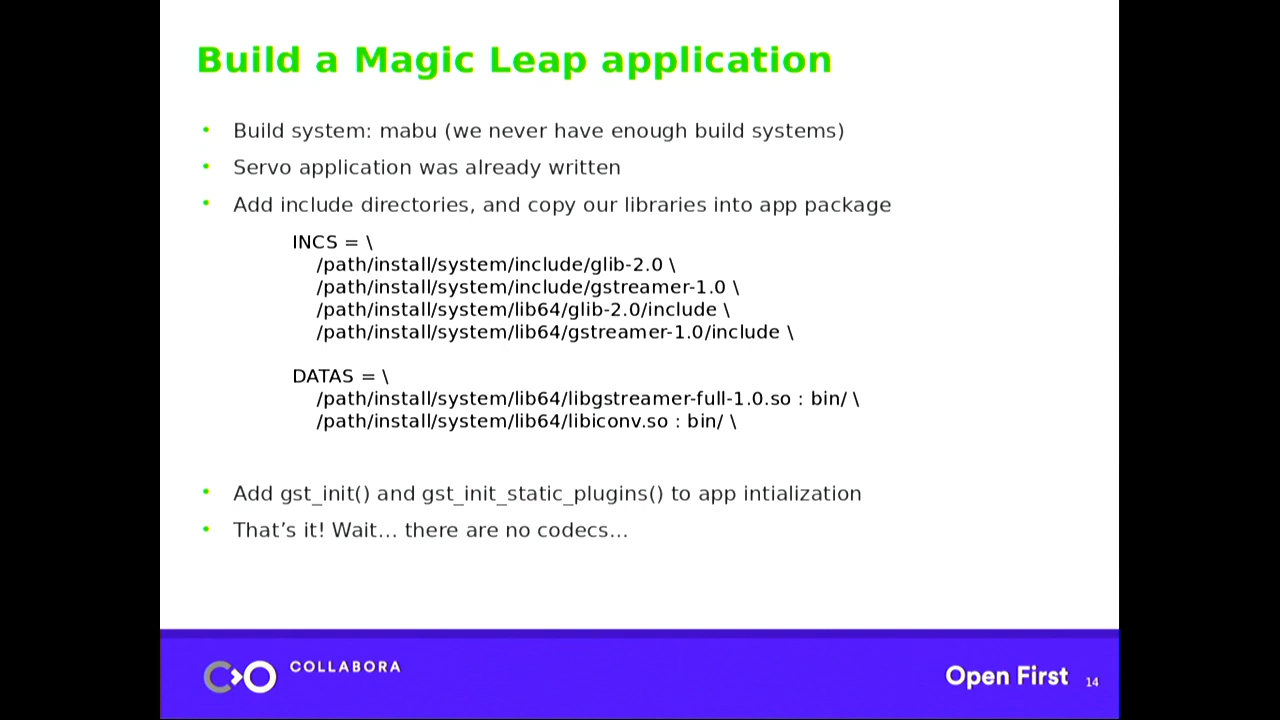 Build a Magic Leap application
• Build system: mabu (we never have enough build systems)
• Servo application was already written
• Add include directories, and copy our libraries into app package
INCS = \
/path/install/system/include/glib-2.0 \
/path/install/system/include/gstreamer-1.0 \
/path/install/system/lib64/glib-2.0/include \
/path/install/system/lib64/gstreamer-1.0/include \
DATAS = \
/path/install/system/lib64/libgstreamer-full-1.0.so : bin/ \
/path/install/system/lib64/libiconv.so : bin/ \
• Add gst_init() and gst_init_static_plugins() to app intialization
• That’s it! Wait… there are no codecs…
COLLABORA
Open First 14